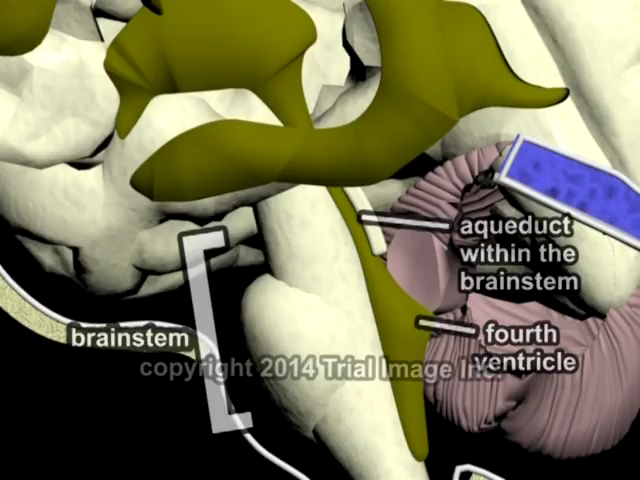 aqueduct
within the
brainstem
brainstem
fourth
ventricle
copyright 2014 Trial Image Inc.